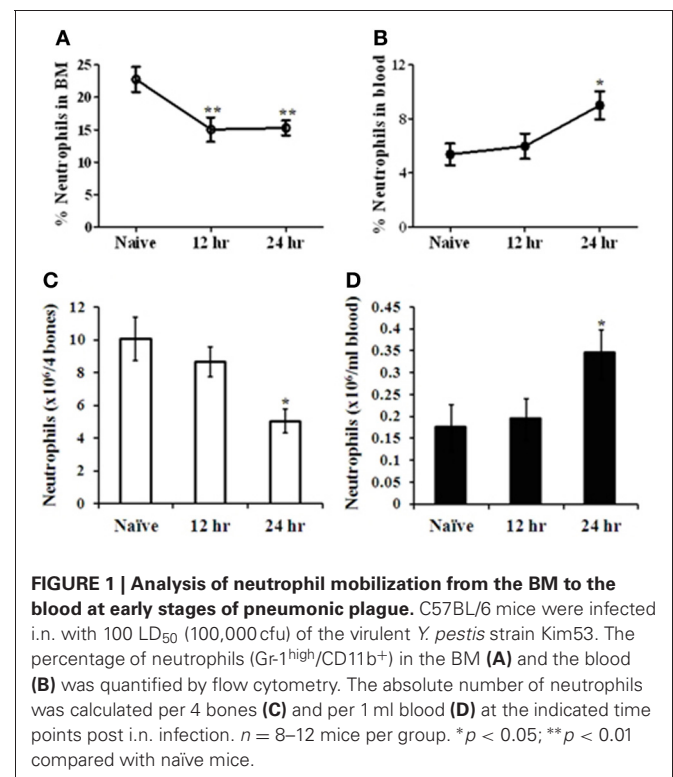 A
% Neutrophils in BM
25
20
15
10
5
0
**
**
Naive 12 hr 24 hr
B
% Neutrophils in blood
12
8
4
0
*
Naive 12 hr 24 hr
C
Neutrophils (x10⁶/4 bones)
12
10
8
6
4
2
0
*
Naïve 12 hr 24 hr
D
Neutrophils (x10⁶/ml blood)
0.45
0.4
0.35
0.3
0.25
0.2
0.15
0.1
0.05
0
*
Naïve 12 hr 24 hr
FIGURE 1 | Analysis of neutrophil mobilization from the BM to the
blood at early stages of pneumonic plague. C57BL/6 mice were infected
i.n. with 100 LD₅₀ (100,000 cfu) of the virulent Y. pestis strain Kim53. The
percentage of neutrophils (Gr-1ʰⁱᵍʰ/CD11b⁺) in the BM (A) and the blood
(B) was quantified by flow cytometry. The absolute number of neutrophils
was calculated per 4 bones (C) and per 1 ml blood (D) at the indicated time
points post i.n. infection. n = 8–12 mice per group. *p < 0.05; **p < 0.01
compared with naïve mice.